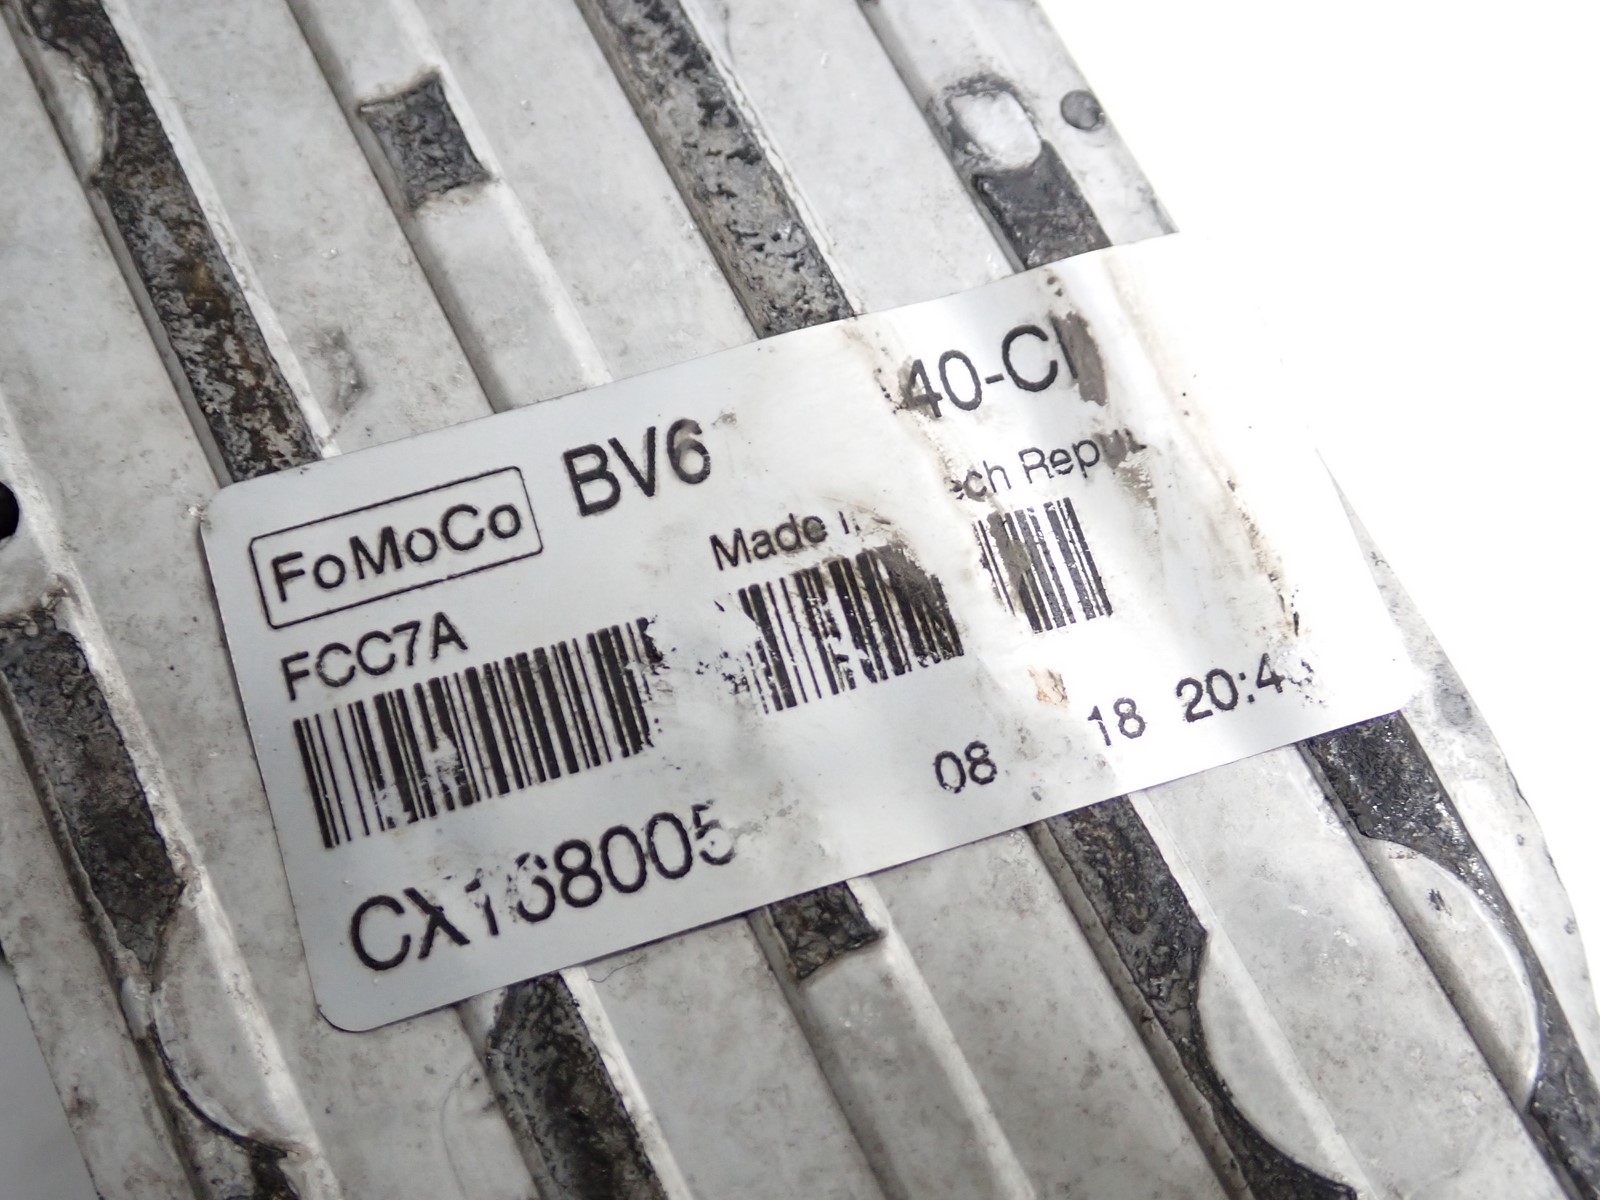 FoMoCo BV6 40-C
Made ech Repu
FCC7A
08 18 20:4
CX168005